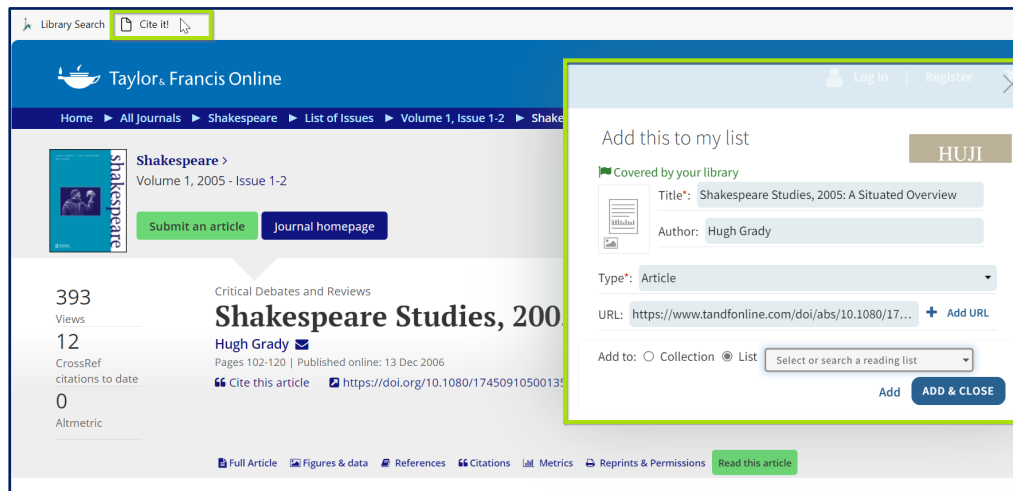 Library Search Cite it!
Taylor & Francis Online
Log in | Register
Home ▶ All Journals ▶ Shakespeare ▶ List of Issues ▶ Volume 1, Issue 1-2 ▶ Shake
shakespeare
Shakespeare >
Volume 1, 2005 - Issue 1-2
Submit an article Journal homepage
393
Views
12
CrossRef
citations to date
0
Altmetric
Critical Debates and Reviews
Shakespeare Studies, 200
Hugh Grady
Pages 102-120 | Published online: 13 Dec 2006
Cite this article https://doi.org/10.1080/1745091050013
Full Article Figures & data References Citations Metrics Reprints & Permissions Read this article
Add this to my list
HUJI
Covered by your library
Title*: Shakespeare Studies, 2005: A Situated Overview
Author: Hugh Grady
Type*: Article
URL: https://www.tandfonline.com/doi/abs/10.1080/17... + Add URL
Add to: Collection List Select or search a reading list
Add ADD & CLOSE